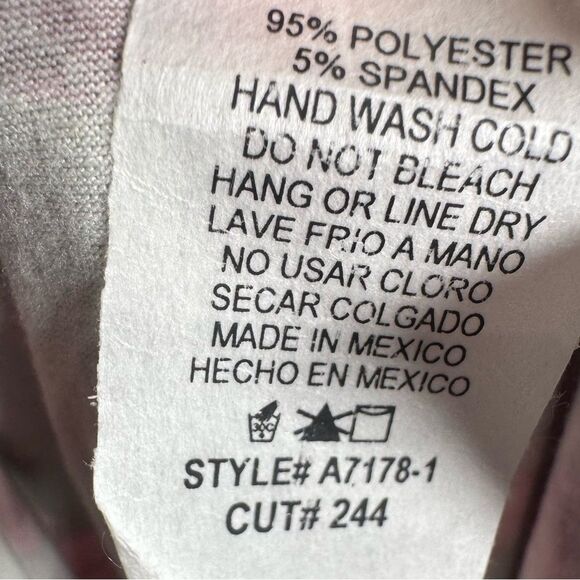 95% POLYESTER
5% SPANDEX
HAND WASH COLD
DO NOT BLEACH
HANG OR LINE DRY
LAVE FRIO A MANO
NO USAR CLORO
SECAR COLGADO
MADE IN MEXICO
HECHO EN MEXICO
30C
STYLE# A7178-1
CUT# 244